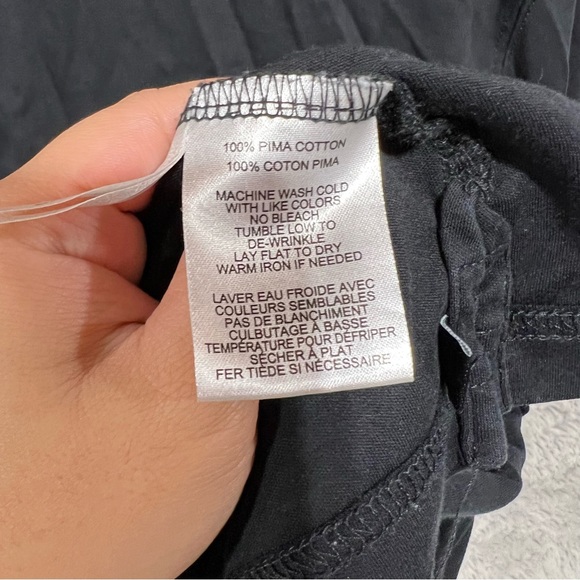 100% PIMA COTTON
100% COTON PIMA
MACHINE WASH COLD
WITH LIKE COLORS
NO BLEACH
TUMBLE LOW TO
DE-WRINKLE
LAY FLAT TO DRY
WARM IRON IF NEEDED
LAVER EAU FROIDE AVEC
COULEURS SEMBLABLES
PAS DE BLANCHIMENT
CULBUTAGE À BASSE
TEMPÉRATURE POUR DÉFRIPER
SÉCHER À PLAT
FER TIÈDE SI NÉCESSAIRE